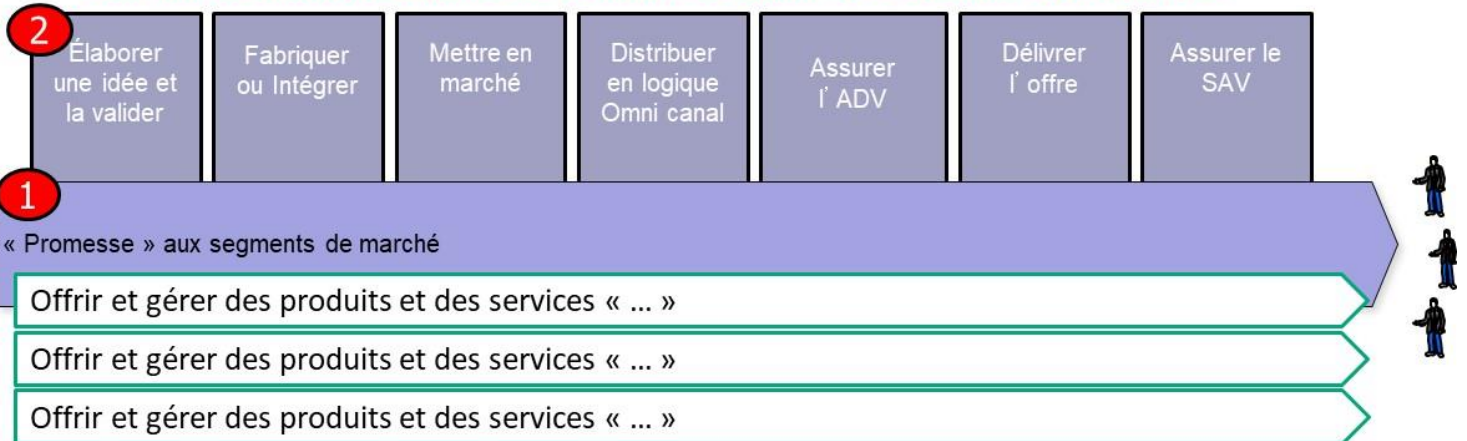 2
Élaborer
une idée et
la valider
Fabriquer
ou Intégrer
Mettre en
marché
Distribuer
en logique
Omni canal
Assurer
l’ ADV
Délivrer
l’ offre
Assurer le
SAV
1
« Promesse » aux segments de marché
Offrir et gérer des produits et des services « ... »
Offrir et gérer des produits et des services « ... »
Offrir et gérer des produits et des services « ... »